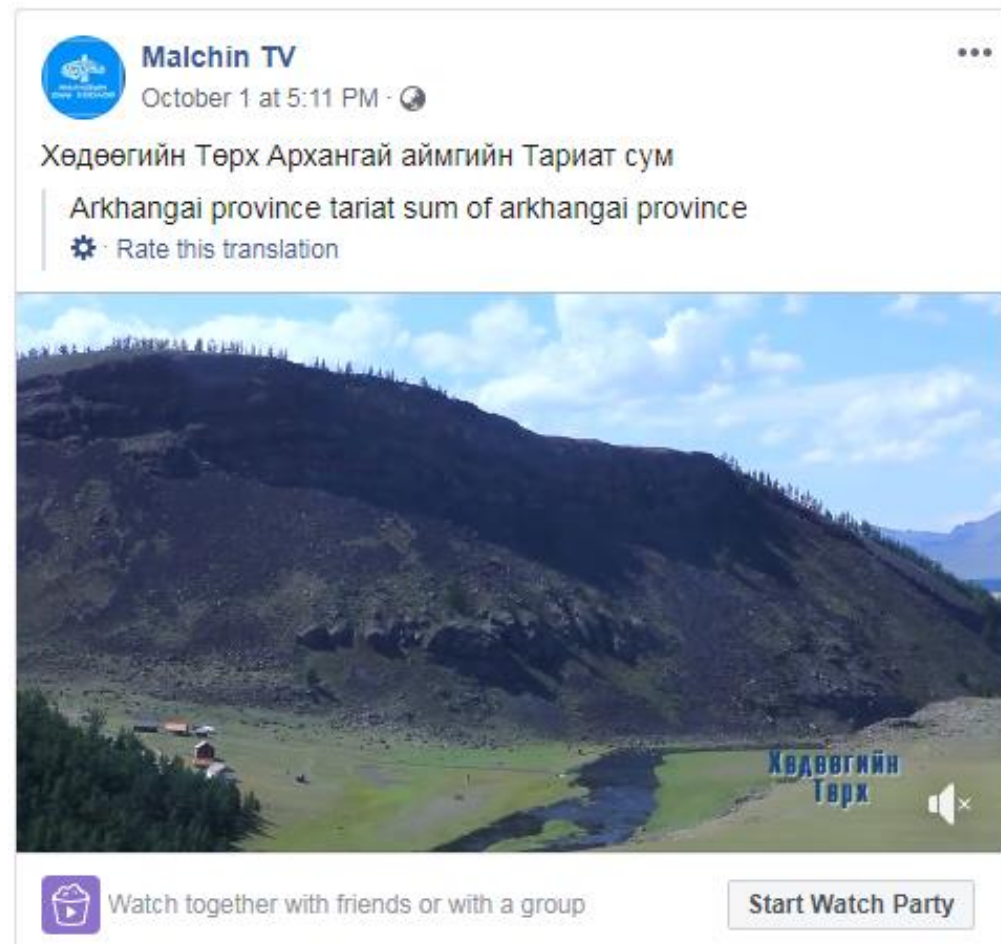 Malchin TV
October 1 at 5:11 PM ·
Хөдөөгийн Төрх Архангай аймгийн Тариат сум
Arkhangai province tariat sum of arkhangai province
· Rate this translation
Хөдөөгийн
Төрх
Watch together with friends or with a group
Start Watch Party